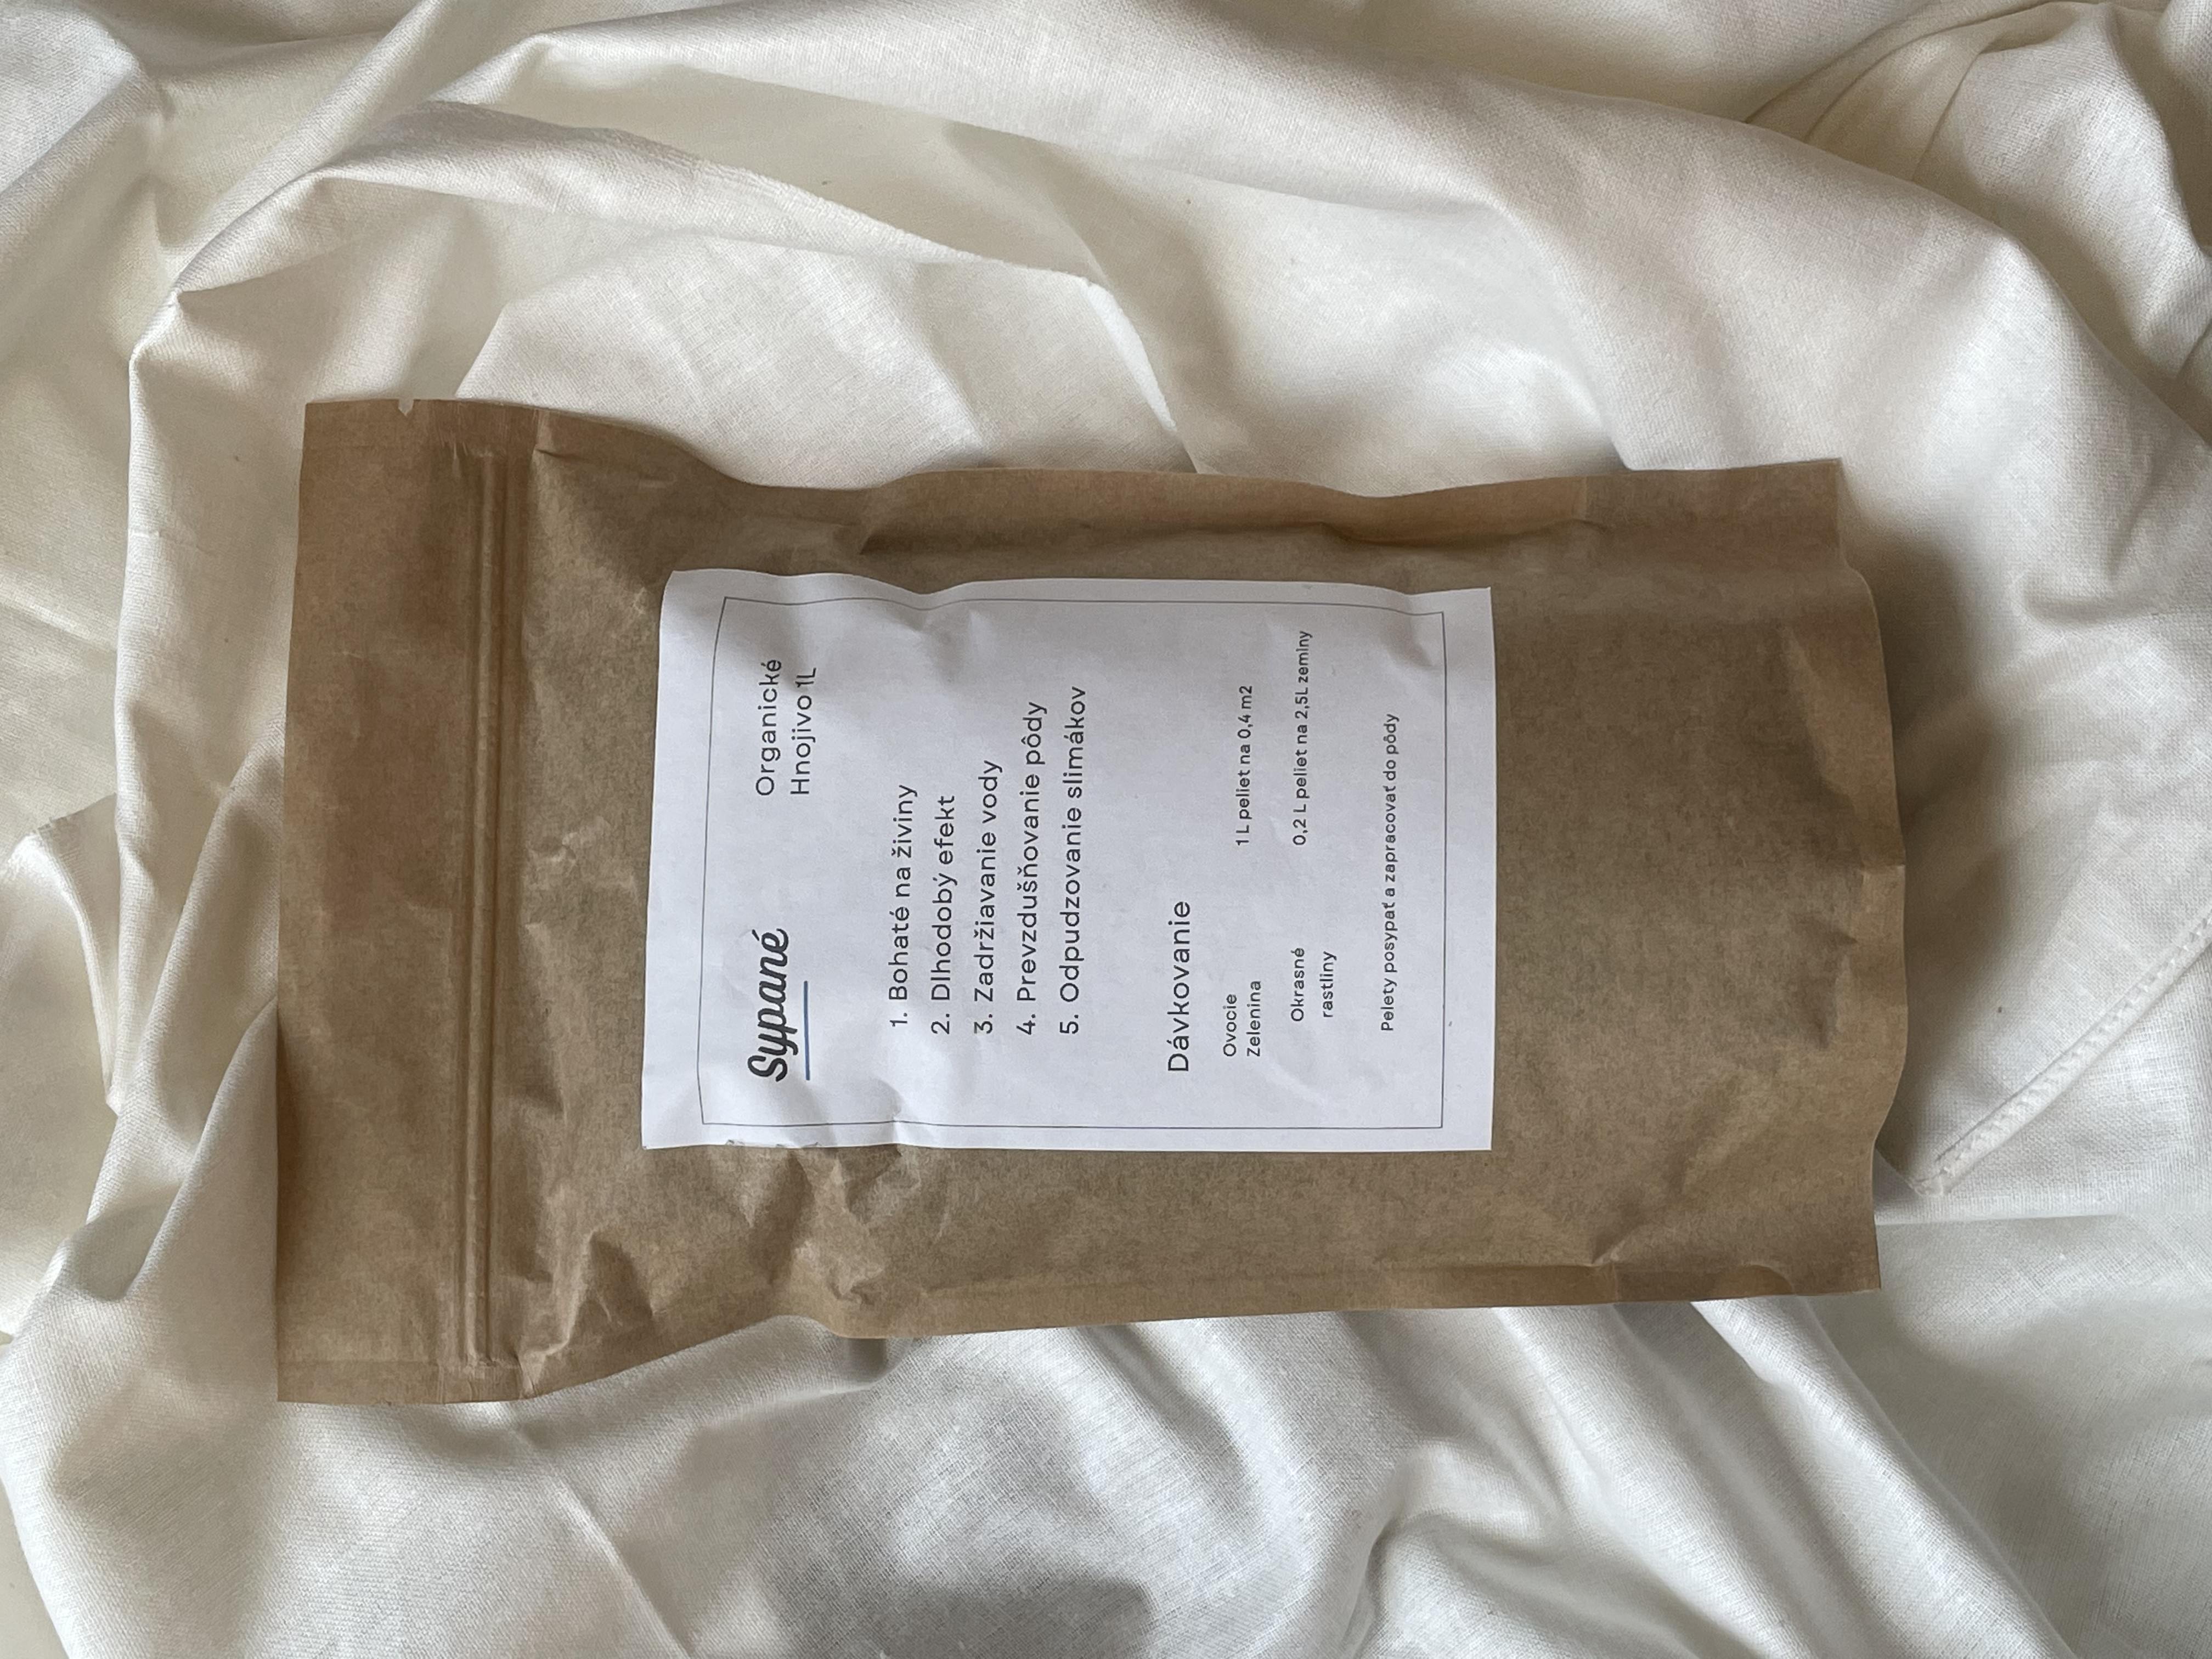 Sypané
Organické
Hnojivo 1L
1. Bohaté na živiny
2. Dlhodobý efekt
3. Zadržiavanie vody
4. Prevzdušňovanie pôdy
5. Odpudzovanie slimákov
Dávkovanie
Ovocie
Zelenina
1 L peliet na 0,4 m2
Okrasné
rastliny
0,2 L peliet na 2,5L zeminy
Pelety posypať a zapracovať do pôdy